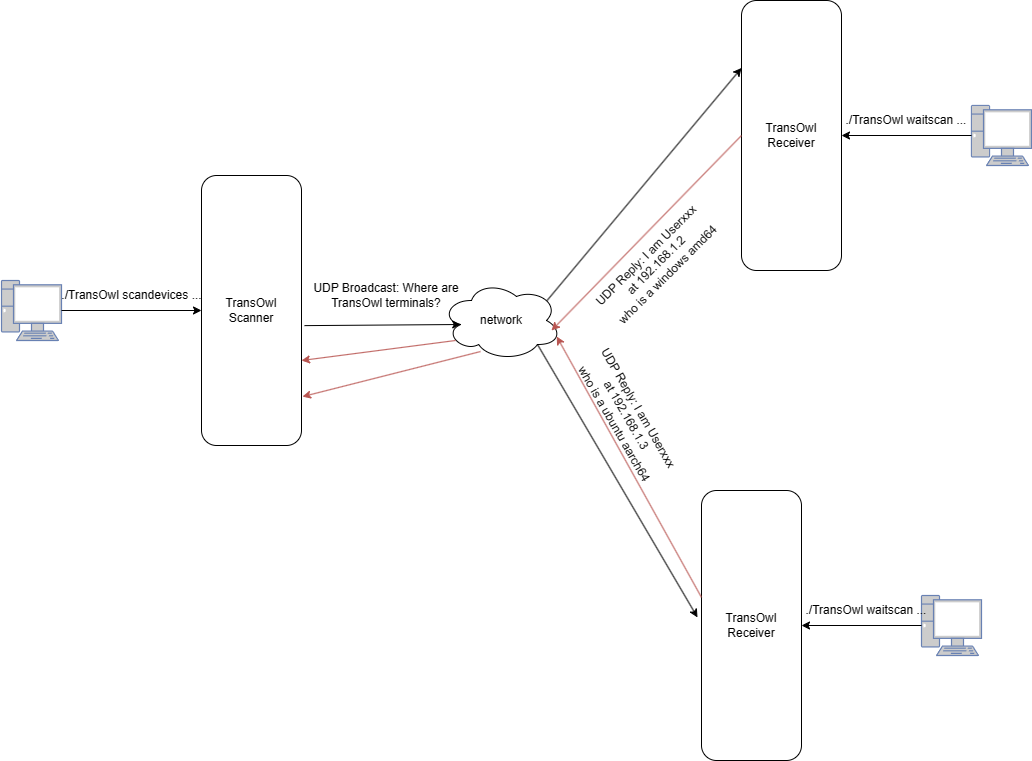 ./TransOwl scandevices ...
TransOwl
Scanner
UDP Broadcast: Where are
TransOwl terminals?
network
TransOwl
Receiver
./TransOwl waitscan ...
UDP Reply: I am Userxxx
at 192.168.1.2
who is a windows amd64
UDP Reply: I am Userxxx
at 192.168.1.3
who is a ubuntu aarch64
TransOwl
Receiver
./TransOwl waitscan ...